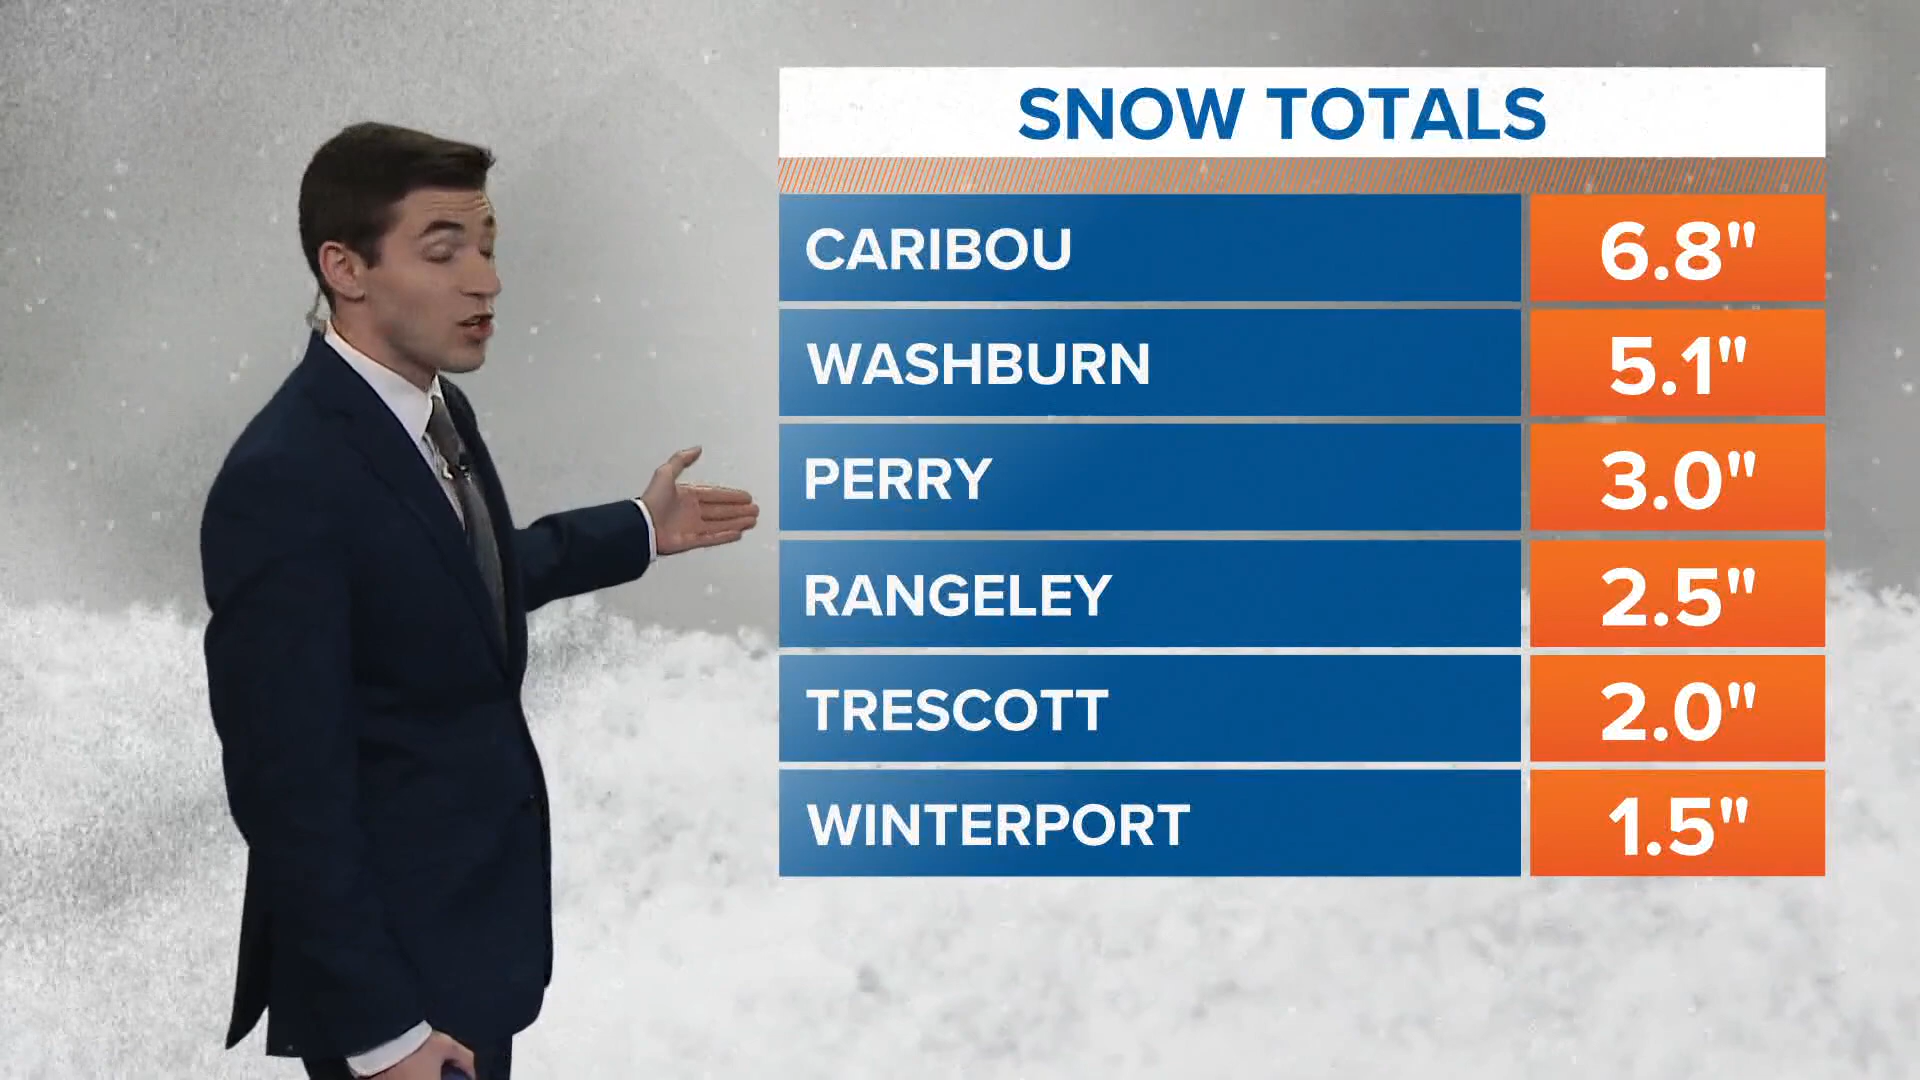 SNOW TOTALS
CARIBOU 6.8"
WASHBURN 5.1"
PERRY 3.0"
RANGELEY 2.5"
TRESCOTT 2.0"
WINTERPORT 1.5"